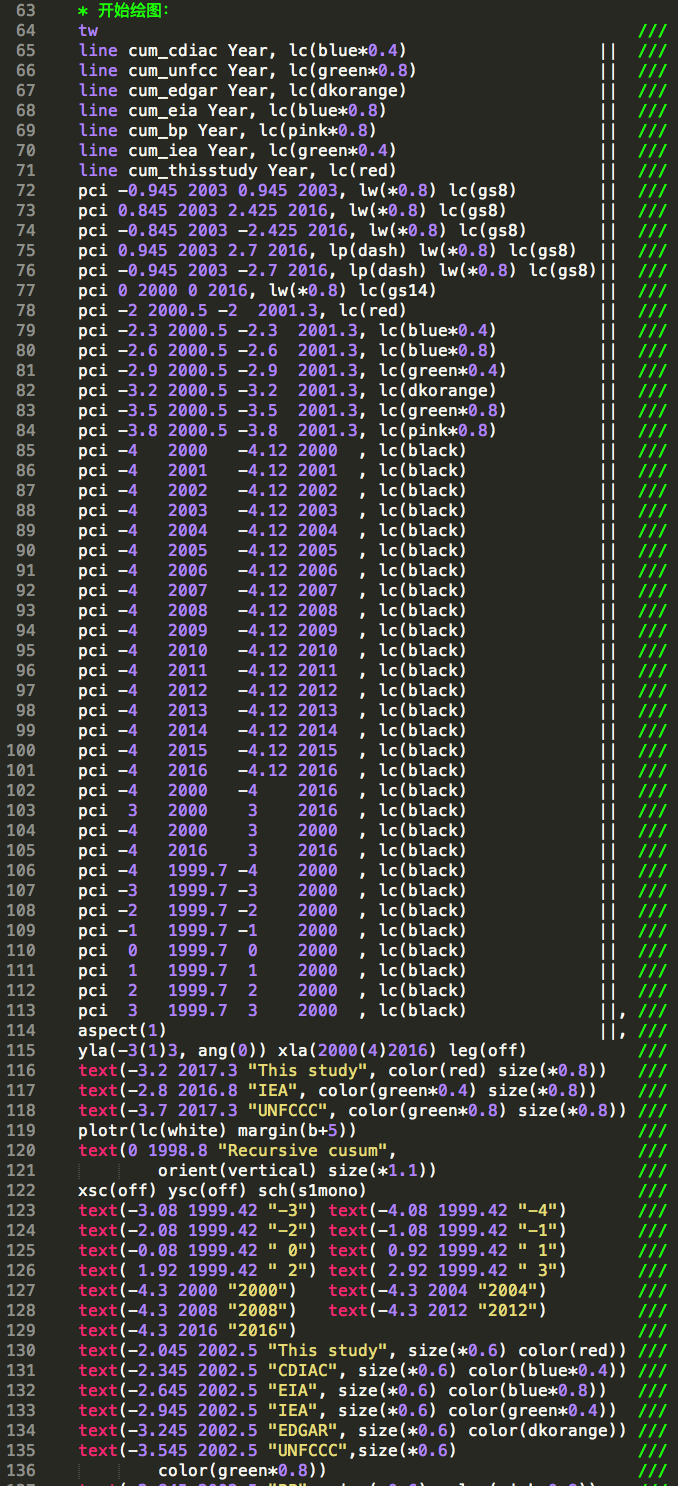 63 * 开始绘图：
64 tw ///
65 line cum_cdiac Year, lc(blue*0.4) || ///
66 line cum_unfcc Year, lc(green*0.8) || ///
67 line cum_edgar Year, lc(dkorange) || ///
68 line cum_eia Year, lc(blue*0.8) || ///
69 line cum_bp Year, lc(pink*0.8) || ///
70 line cum_iea Year, lc(green*0.4) || ///
71 line cum_thisstudy Year, lc(red) || ///
72 pci -0.945 2003 0.945 2003, lw(*0.8) lc(gs8) || ///
73 pci 0.845 2003 2.425 2016, lw(*0.8) lc(gs8) || ///
74 pci -0.845 2003 -2.425 2016, lw(*0.8) lc(gs8) || ///
75 pci 0.945 2003 2.7 2016, lp(dash) lw(*0.8) lc(gs8) || ///
76 pci -0.945 2003 -2.7 2016, lp(dash) lw(*0.8) lc(gs8)|| ///
77 pci 0 2000 0 2016, lw(*0.8) lc(gs14) || ///
78 pci -2 2000.5 -2 2001.3, lc(red) || ///
79 pci -2.3 2000.5 -2.3 2001.3, lc(blue*0.4) || ///
80 pci -2.6 2000.5 -2.6 2001.3, lc(blue*0.8) || ///
81 pci -2.9 2000.5 -2.9 2001.3, lc(green*0.4) || ///
82 pci -3.2 2000.5 -3.2 2001.3, lc(dkorange) || ///
83 pci -3.5 2000.5 -3.5 2001.3, lc(green*0.8) || ///
84 pci -3.8 2000.5 -3.8 2001.3, lc(pink*0.8) || ///
85 pci -4 2000 -4.12 2000 , lc(black) || ///
86 pci -4 2001 -4.12 2001 , lc(black) || ///
87 pci -4 2002 -4.12 2002 , lc(black) || ///
88 pci -4 2003 -4.12 2003 , lc(black) || ///
89 pci -4 2004 -4.12 2004 , lc(black) || ///
90 pci -4 2005 -4.12 2005 , lc(black) || ///
91 pci -4 2006 -4.12 2006 , lc(black) || ///
92 pci -4 2007 -4.12 2007 , lc(black) || ///
93 pci -4 2008 -4.12 2008 , lc(black) || ///
94 pci -4 2009 -4.12 2009 , lc(black) || ///
95 pci -4 2010 -4.12 2010 , lc(black) || ///
96 pci -4 2011 -4.12 2011 , lc(black) || ///
97 pci -4 2012 -4.12 2012 , lc(black) || ///
98 pci -4 2013 -4.12 2013 , lc(black) || ///
99 pci -4 2014 -4.12 2014 , lc(black) || ///
100 pci -4 2015 -4.12 2015 , lc(black) || ///
101 pci -4 2016 -4.12 2016 , lc(black) || ///
102 pci -4 2000 -4 2016 , lc(black) || ///
103 pci 3 2000 3 2016 , lc(black) || ///
104 pci -4 2000 3 2000 , lc(black) || ///
105 pci -4 2016 3 2016 , lc(black) || ///
106 pci -4 1999.7 -4 2000 , lc(black) || ///
107 pci -3 1999.7 -3 2000 , lc(black) || ///
108 pci -2 1999.7 -2 2000 , lc(black) || ///
109 pci -1 1999.7 -1 2000 , lc(black) || ///
110 pci 0 1999.7 0 2000 , lc(black) || ///
111 pci 1 1999.7 1 2000 , lc(black) || ///
112 pci 2 1999.7 2 2000 , lc(black) || ///
113 pci 3 1999.7 3 2000 , lc(black) ||, ///
114 aspect(1) ||, ///
115 yla(-3(1)3, ang(0)) xla(2000(4)2016) leg(off) ///
116 text(-3.2 2017.3 "This study", color(red) size(*0.8)) ///
117 text(-2.8 2016.8 "IEA", color(green*0.4) size(*0.8)) ///
118 text(-3.7 2017.3 "UNFCCC", color(green*0.8) size(*0.8)) ///
119 plotr(lc(white) margin(b+5)) ///
120 text(0 1998.8 "Recursive cusum", ///
121 orient(vertical) size(*1.1)) ///
122 xsc(off) ysc(off) sch(s1mono) ///
123 text(-3.08 1999.42 "-3") text(-4.08 1999.42 "-4") ///
124 text(-2.08 1999.42 "-2") text(-1.08 1999.42 "-1") ///
125 text(-0.08 1999.42 " 0") text( 0.92 1999.42 " 1") ///
126 text( 1.92 1999.42 " 2") text( 2.92 1999.42 " 3") ///
127 text(-4.3 2000 "2000") text(-4.3 2004 "2004") ///
128 text(-4.3 2008 "2008") text(-4.3 2012 "2012") ///
129 text(-4.3 2016 "2016") ///
130 text(-2.045 2002.5 "This study", size(*0.6) color(red)) ///
131 text(-2.345 2002.5 "CDIAC", size(*0.6) color(blue*0.4)) ///
132 text(-2.645 2002.5 "EIA", size(*0.6) color(blue*0.8)) ///
133 text(-2.945 2002.5 "IEA", size(*0.6) color(green*0.4)) ///
134 text(-3.245 2002.5 "EDGAR", size(*0.6) color(dkorange)) ///
135 text(-3.545 2002.5 "UNFCCC",size(*0.6) ///
136 color(green*0.8)) ///